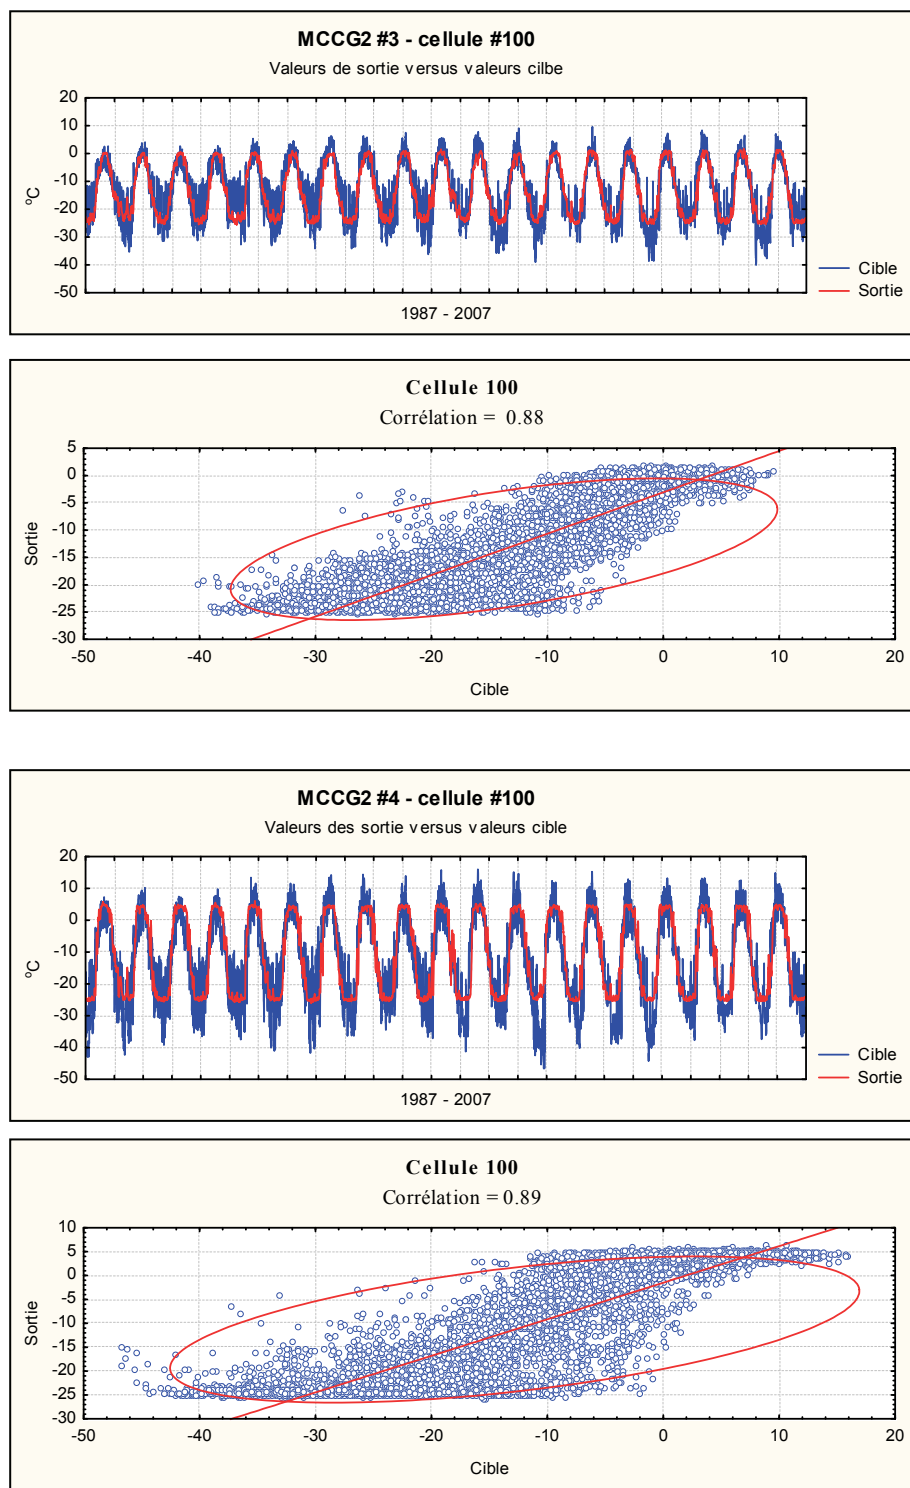 MCCG2 #3 - cellule #100
Valeurs de sortie versus valeurs cilbe
20
10
0
-10
-20
-30
-40
-50
°C
Cible
Sortie
1987 - 2007
Cellule 100
Corrélation = 0.88
5
0
-5
-10
-15
-20
-25
-30
Sortie
-50 -40 -30 -20 -10 0 10 20
Cible
MCCG2 #4 - cellule #100
Valeurs des sortie versus valeurs cible
20
10
0
-10
-20
-30
-40
-50
°C
Cible
Sortie
1987 - 2007
Cellule 100
Corrélation = 0.89
10
5
0
-5
-10
-15
-20
-25
-30
Sortie
-50 -40 -30 -20 -10 0 10 20
Cible